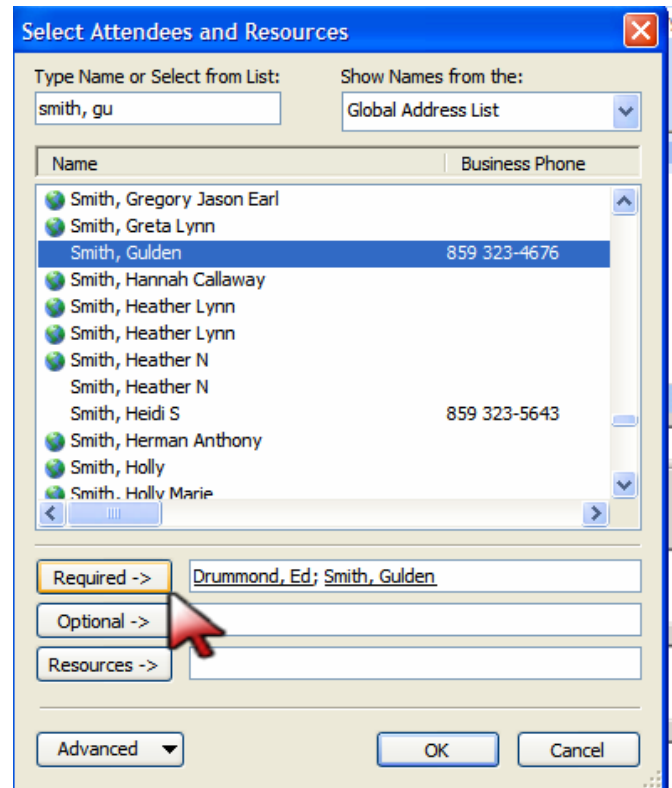 Select Attendees and Resources
Type Name or Select from List: Show Names from the:
smith, gu Global Address List
Name Business Phone
Smith, Gregory Jason Earl
Smith, Greta Lynn
Smith, Gulden 859 323-4676
Smith, Hannah Callaway
Smith, Heather Lynn
Smith, Heather Lynn
Smith, Heather N
Smith, Heather N
Smith, Heidi S 859 323-5643
Smith, Herman Anthony
Smith, Holly
Smith, Holly Marie
Required -> Drummond, Ed; Smith, Gulden
Optional ->
Resources ->
Advanced OK Cancel